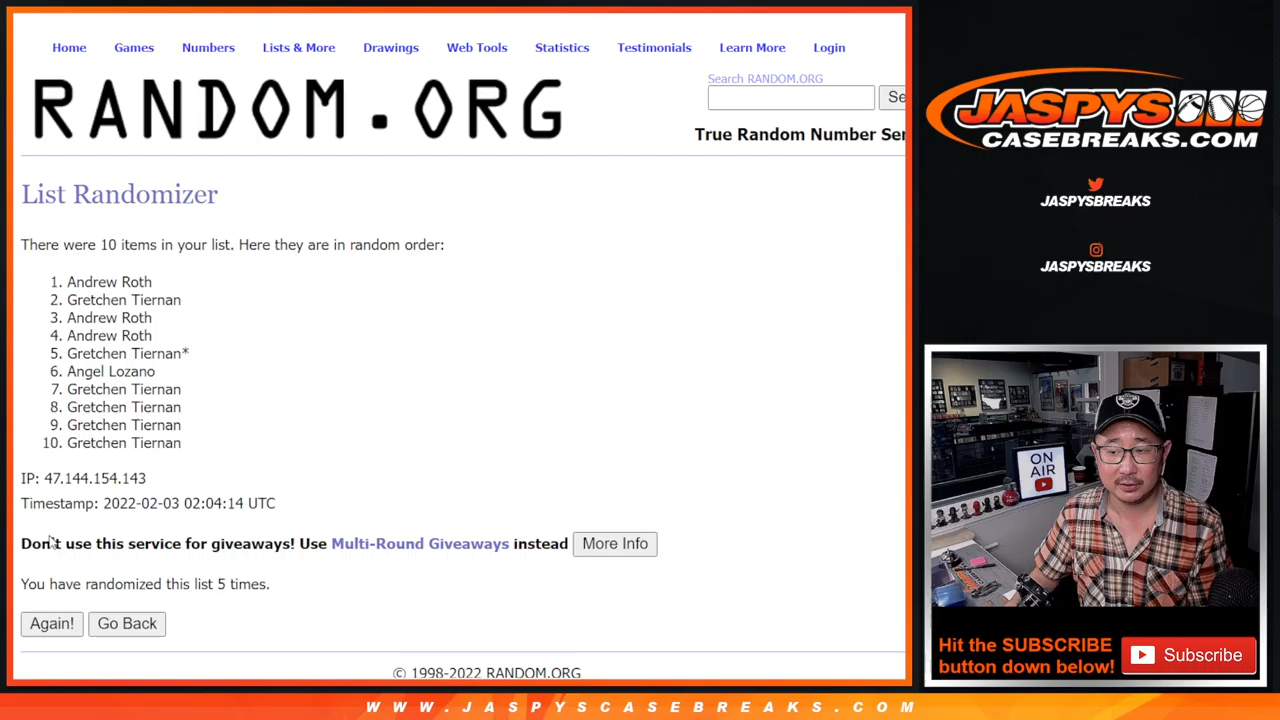 Home Games Numbers Lists & More Drawings Web Tools Statistics Testimonials Learn More Login
RANDOM.ORG
Search RANDOM.ORG
Se
True Random Number Ser
List Randomizer
There were 10 items in your list. Here they are in random order:
1. Andrew Roth
2. Gretchen Tiernan
3. Andrew Roth
4. Andrew Roth
5. Gretchen Tiernan*
6. Angel Lozano
7. Gretchen Tiernan
8. Gretchen Tiernan
9. Gretchen Tiernan
10. Gretchen Tiernan
IP: 47.144.154.143
Timestamp: 2022-02-03 02:04:14 UTC
Don't use this service for giveaways! Use Multi-Round Giveaways instead More Info
You have randomized this list 5 times.
Again! Go Back
© 1998-2022 RANDOM.ORG
JASPYS
CASEBREAKS.COM
JASPYSBREAKS
JASPYSBREAKS
ON
AIR
Hit the SUBSCRIBE
button down below!
Subscribe
WWW.JASPYSCASEBREAKS.COM